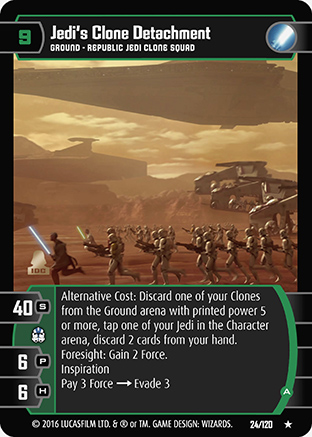 9
Jedi's Clone Detachment
GROUND - REPUBLIC JEDI CLONE SQUAD
IDC
40 S
6 P
6 H
Alternative Cost: Discard one of your Clones
from the Ground arena with printed power 5
or more, tap one of your Jedi in the Character
arena, discard 2 cards from your hand.
Foresight: Gain 2 Force.
Inspiration
Pay 3 Force → Evade 3
A
© 2016 LUCASFILM LTD. & ® OR TM. GAME DESIGN: WIZARDS.
24/120 ★